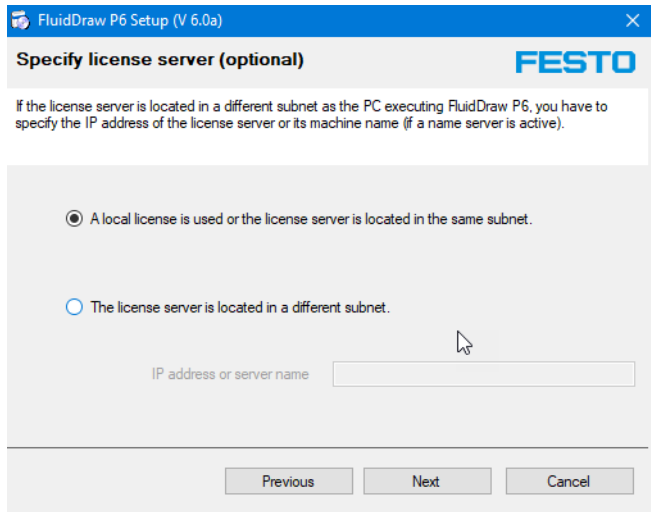 FluidDraw P6 Setup (V 6.0a)
Specify license server (optional)
FESTO
If the license server is located in a different subnet as the PC executing FluidDraw P6, you have to
specify the IP address of the license server or its machine name (if a name server is active).
A local license is used or the license server is located in the same subnet.
The license server is located in a different subnet.
IP address or server name
Previous
Next
Cancel